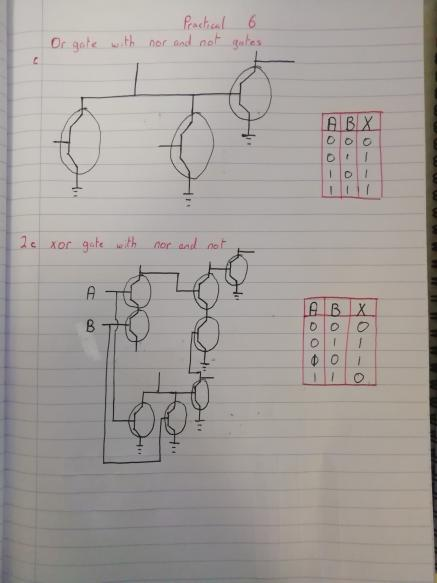 Practical 6
Or gate with nor and not gates
c
A B X
0 0 0
0 1 1
1 0 1
1 1 1
2c xor gate with nor and not
A
B
A B X
0 0 0
0 1 1
0 0 1
1 1 0